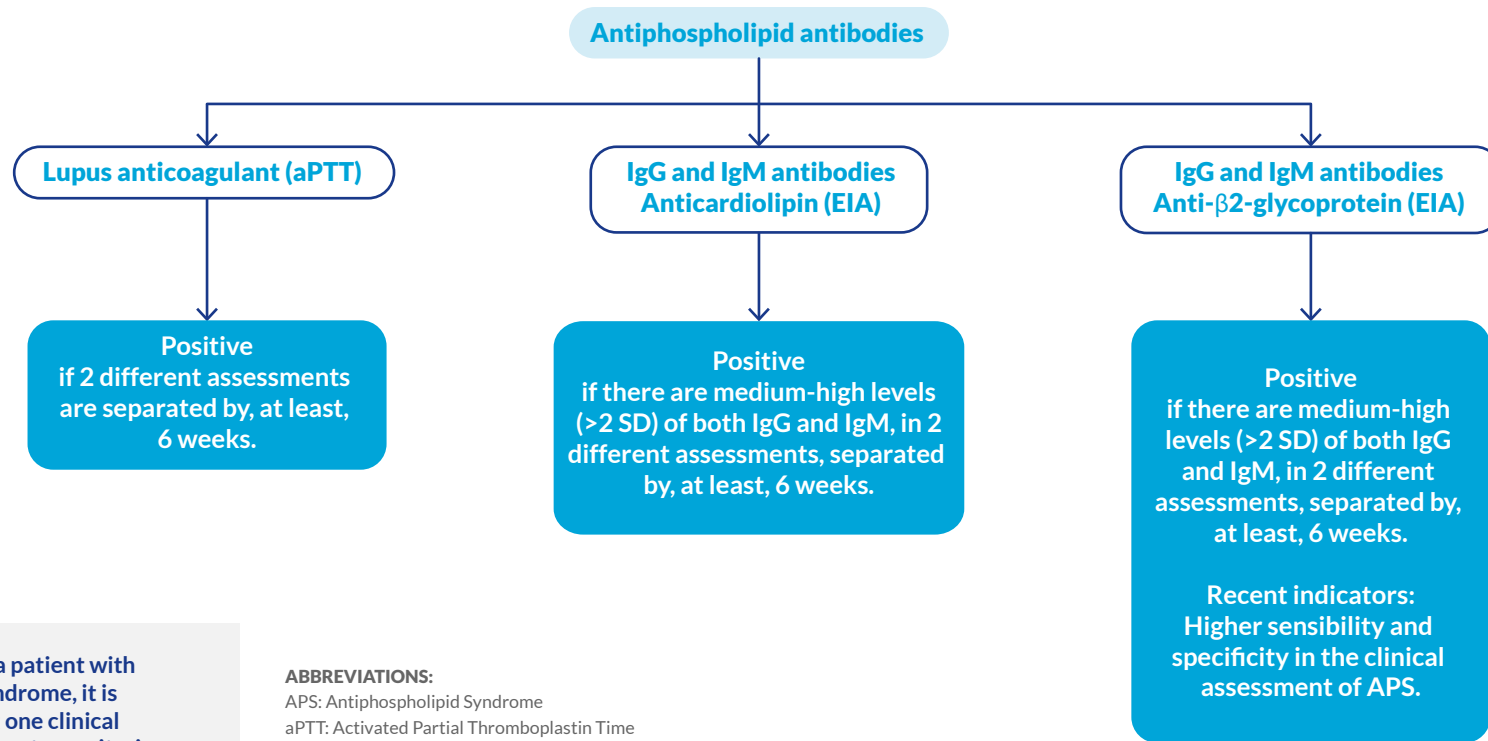 Antiphospholipid antibodies
Lupus anticoagulant (aPTT)
IgG and IgM antibodies
Anticardiolipin (EIA)
IgG and IgM antibodies
Anti-β2-glycoprotein (EIA)
Positive
if 2 different assessments
are separated by, at least,
6 weeks.
Positive
if there are medium-high levels
(>2 SD) of both IgG and IgM, in 2
different assessments, separated
by, at least, 6 weeks.
Positive
if there are medium-high
levels (>2 SD) of both IgG
and IgM, in 2 different
assessments, separated by,
at least, 6 weeks.
Recent indicators:
Higher sensibility and
specificity in the clinical
assessment of APS.
a patient with
ndrome, it is
one clinical
ABBREVIATIONS:
APS: Antiphospholipid Syndrome
aPTT: Activated Partial Thromboplastin Time